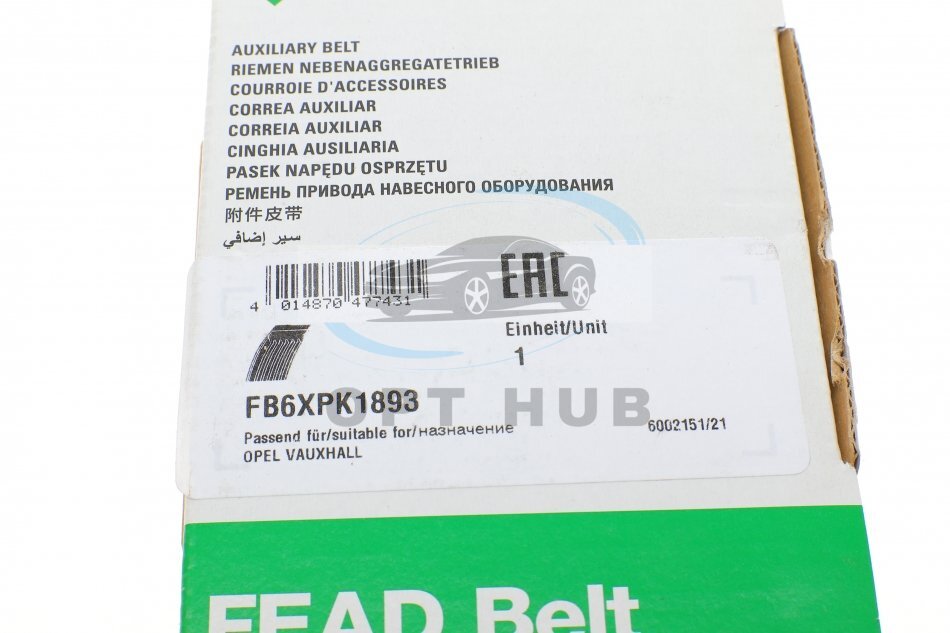 AUXILIARY BELT
RIEMEN NEBENAGGREGATETRIEB
COURROIE D'ACCESSOIRES
CORREA AUXILIAR
CORREIA AUXILIAR
CINGHIA AUSILIARIA
PASEK NAPĘDU OSPRZĘTU
РЕМЕНЬ ПРИВОДА НАВЕСНОГО ОБОРУДОВАНИЯ
附件皮带
سير إضافي
EAC
4 014870 477431
Einheit/Unit
1
FB6XPK1893
OPT HUB
Passend für/suitable for/назначение
6002151/21
OPEL VAUXHALL
FEAD Belt